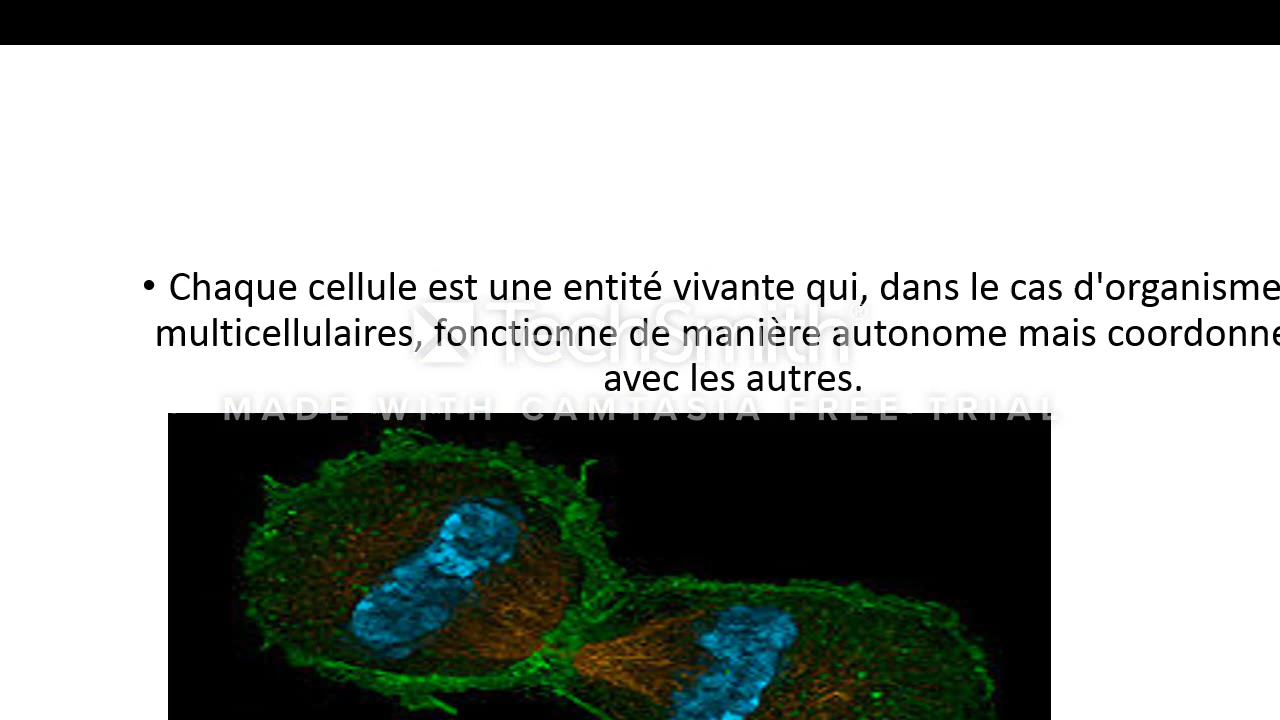 • Chaque cellule est une entité vivante qui, dans le cas d'organisme
multicellulaires, fonctionne de manière autonome mais coordonne
avec les autres.
TechSmith®
MADE WITH CAMTASIA FREE TRIAL